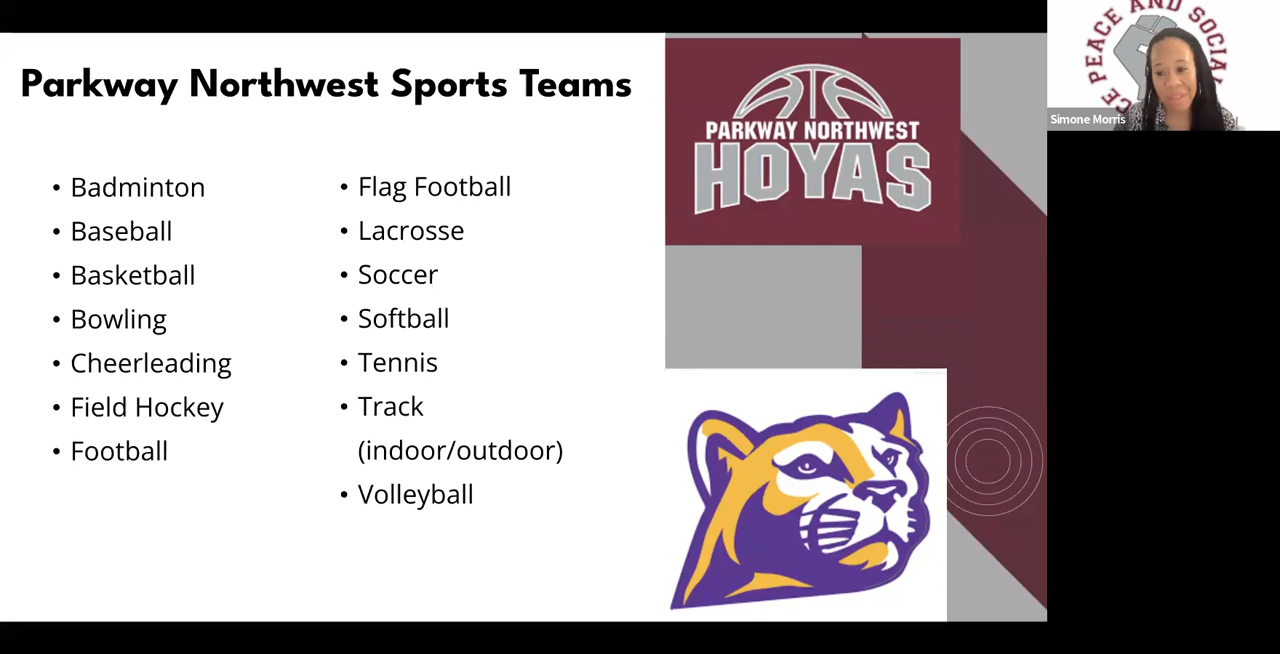 Parkway Northwest Sports Teams
• Badminton
• Baseball
• Basketball
• Bowling
• Cheerleading
• Field Hockey
• Football
• Flag Football
• Lacrosse
• Soccer
• Softball
• Tennis
• Track
(indoor/outdoor)
• Volleyball
PARKWAY NORTHWEST
HOYAS
PEACE AND SOCIAL
Simone Morris